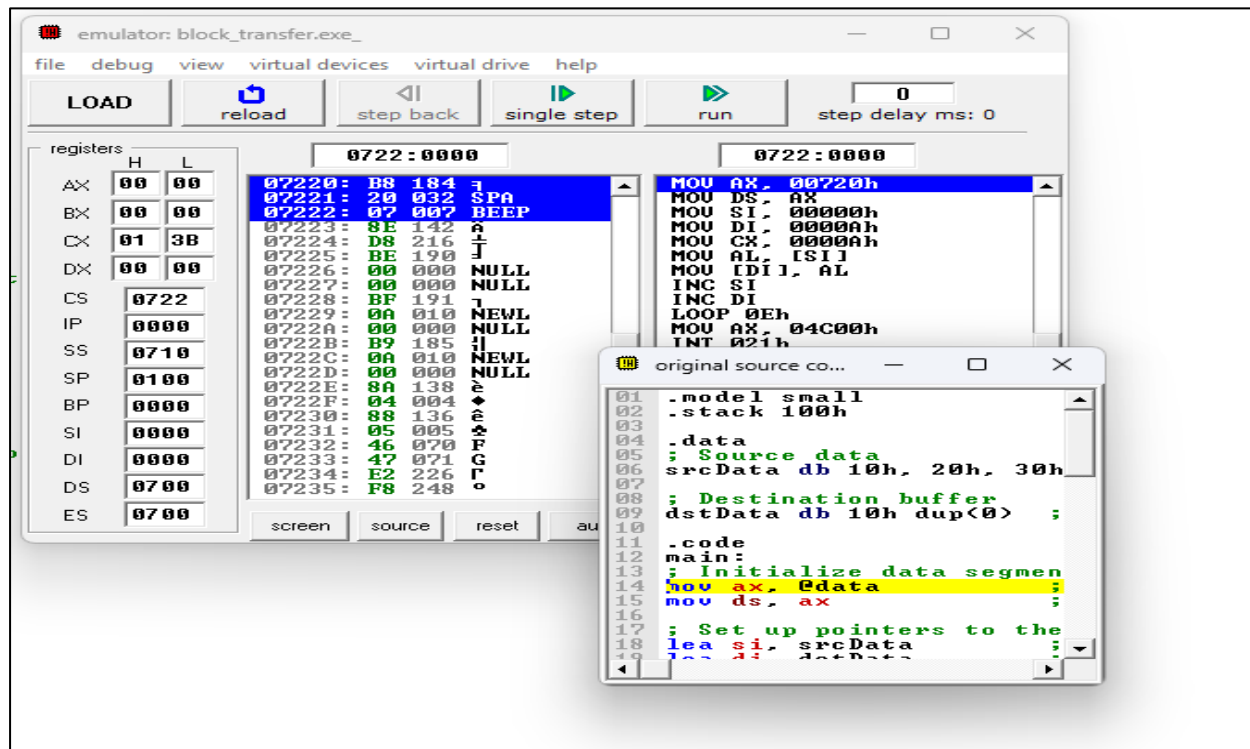 emulator: block_transfer.exe_
file debug view virtual devices virtual drive help
LOAD reload step back single step run 0 step delay ms: 0
registers
H L
AX 00 00
BX 00 00
CX 01 3B
DX 00 00
CS 0722
IP 0000
SS 0710
SP 0100
BP 0000
SI 0000
DI 0000
DS 0700
ES 0700
0722:0000
07220: B8 184 ╕
07221: 20 032 SPA
07222: 07 007 BEEP
07223: 8E 142 Ä
07224: D8 216 ╪
07225: BE 190 ╛
07226: 00 000 NULL
07227: 00 000 NULL
07228: BF 191 ┐
07229: 0A 010 NEWL
0722A: 00 000 NULL
0722B: B9 185 ╣
0722C: 0A 010 NEWL
0722D: 00 000 NULL
0722E: 8A 138 è
0722F: 04 004 ♦
07230: 88 136 ê
07231: 05 005 ♣
07232: 46 070 F
07233: 47 071 G
07234: E2 226 Γ
07235: F8 248 °
0722:0000
MOV AX, 00720h
MOV DS, AX
MOV SI, 00000h
MOV DI, 0000Ah
MOV CX, 0000Ah
MOV AL, [SI]
MOV [DI], AL
INC SI
INC DI
LOOP 0Eh
MOV AX, 04C00h
INT 021h
screen source reset au
original source co...
01 .model small
02 .stack 100h
03
04 .data
05 ; Source data
06 srcData db 10h, 20h, 30h
07
08 ; Destination buffer
09 dstData db 10h dup(0) ;
10
11 .code
12 main:
13 ; Initialize data segmen
14 mov ax, @data ;
15 mov ds, ax ;
16
17 ; Set up pointers to the
18 lea si, srcData ;
19 lea di, dstData ;